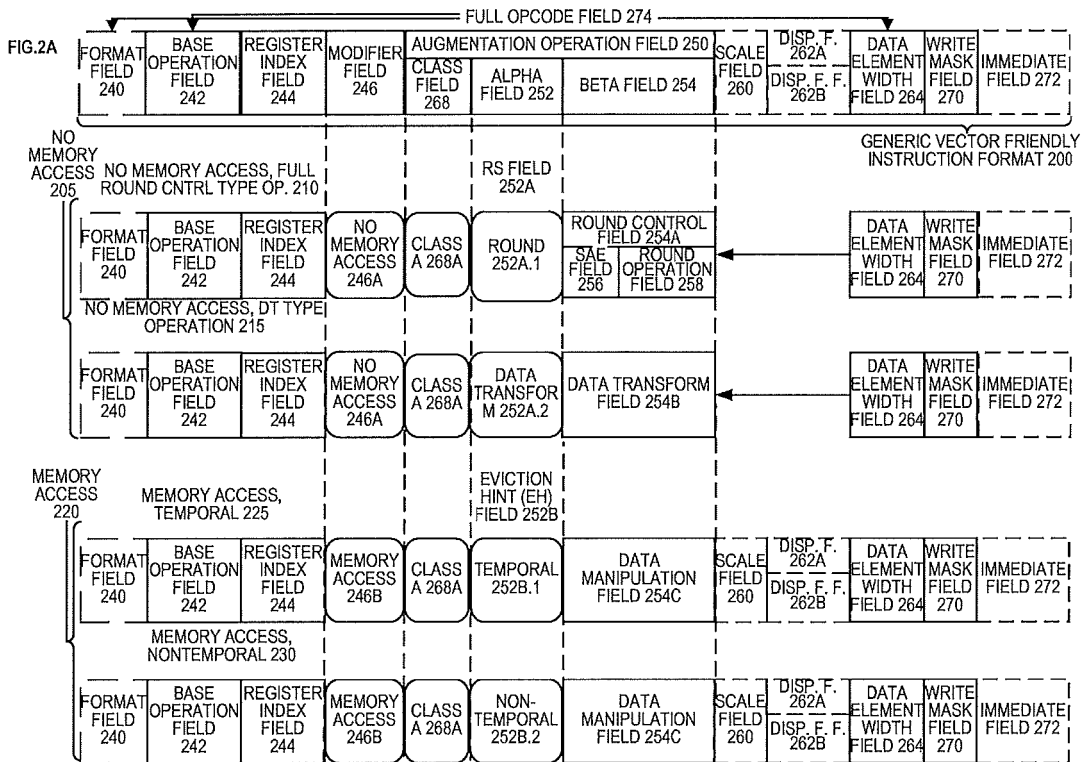 FULL OPCODE FIELD 274
FIG.2A
FORMAT
FIELD
240
BASE
OPERATION
FIELD
242
REGISTER
INDEX
FIELD
244
MODIFIER
FIELD
246
AUGMENTATION OPERATION FIELD 250
CLASS
FIELD
268
ALPHA
FIELD 252
BETA FIELD 254
SCALE
FIELD
260
DISP. F.
262A
DISP. F. F.
262B
DATA
ELEMENT
WIDTH
FIELD 264
WRITE
MASK
FIELD
270
IMMEDIATE
FIELD 272
GENERIC VECTOR FRIENDLY
INSTRUCTION FORMAT 200
NO
MEMORY
ACCESS
205
NO MEMORY ACCESS, FULL
ROUND CNTRL TYPE OP. 210
RS FIELD
252A
FORMAT
FIELD
240
BASE
OPERATION
FIELD
242
REGISTER
INDEX
FIELD
244
NO
MEMORY
ACCESS
246A
CLASS
A 268A
ROUND
252A.1
ROUND CONTROL
FIELD 254A
SAE
FIELD
256
ROUND
OPERATION
FIELD 258
DATA
ELEMENT
WIDTH
FIELD 264
WRITE
MASK
FIELD
270
IMMEDIATE
FIELD 272
NO MEMORY ACCESS, DT TYPE
OPERATION 215
FORMAT
FIELD
240
BASE
OPERATION
FIELD
242
REGISTER
INDEX
FIELD
244
NO
MEMORY
ACCESS
246A
CLASS
A 268A
DATA
TRANSFOR
M 252A.2
DATA TRANSFORM
FIELD 254B
DATA
ELEMENT
WIDTH
FIELD 264
WRITE
MASK
FIELD
270
IMMEDIATE
FIELD 272
MEMORY
ACCESS
220
MEMORY ACCESS,
TEMPORAL 225
EVICTION
HINT (EH)
FIELD 252B
FORMAT
FIELD
240
BASE
OPERATION
FIELD
242
REGISTER
INDEX
FIELD
244
MEMORY
ACCESS
246B
CLASS
A 268A
TEMPORAL
252B.1
DATA
MANIPULATION
FIELD 254C
SCALE
FIELD
260
DISP. F.
262A
DISP. F. F.
262B
DATA
ELEMENT
WIDTH
FIELD 264
WRITE
MASK
FIELD
270
IMMEDIATE
FIELD 272
MEMORY ACCESS,
NONTEMPORAL 230
FORMAT
FIELD
240
BASE
OPERATION
FIELD
242
REGISTER
INDEX
FIELD
244
MEMORY
ACCESS
246B
CLASS
A 268A
NON-
TEMPORAL
252B.2
DATA
MANIPULATION
FIELD 254C
SCALE
FIELD
260
DISP. F.
262A
DISP. F. F.
262B
DATA
ELEMENT
WIDTH
FIELD 264
WRITE
MASK
FIELD
270
IMMEDIATE
FIELD 272